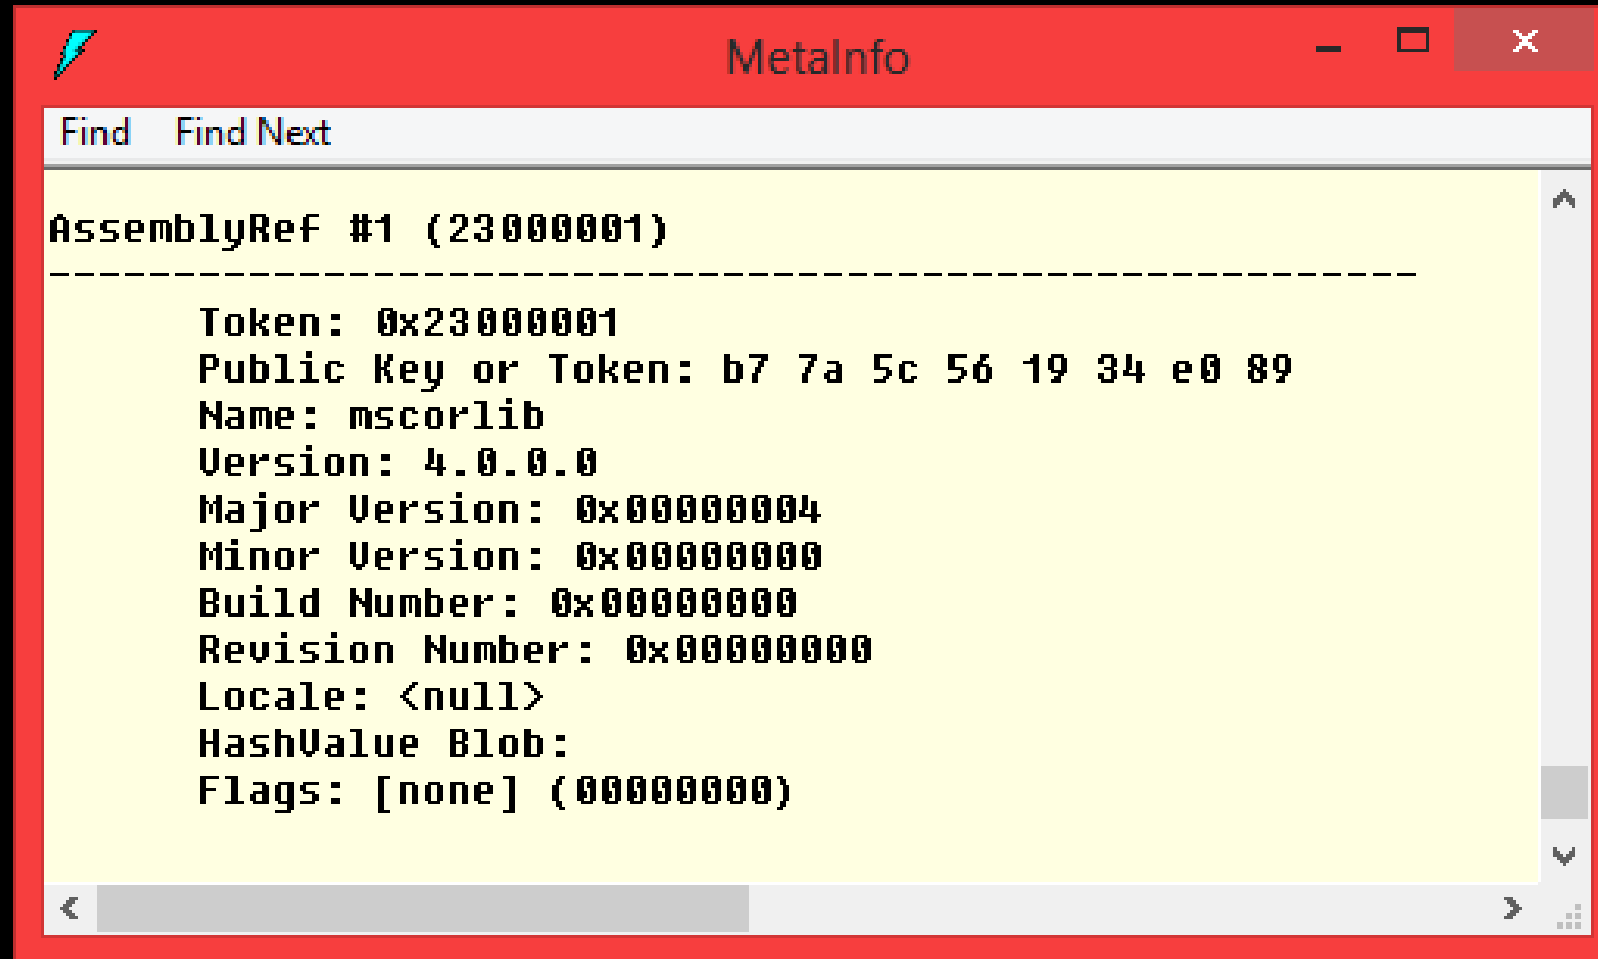 MetaInfo
Find Find Next
AssemblyRef #1 (23000001)
-------------------------------------------------------
Token: 0x23000001
Public Key or Token: b7 7a 5c 56 19 34 e0 89
Name: mscorlib
Version: 4.0.0.0
Major Version: 0x00000004
Minor Version: 0x00000000
Build Number: 0x00000000
Revision Number: 0x00000000
Locale: <null>
HashValue Blob:
Flags: [none] (00000000)